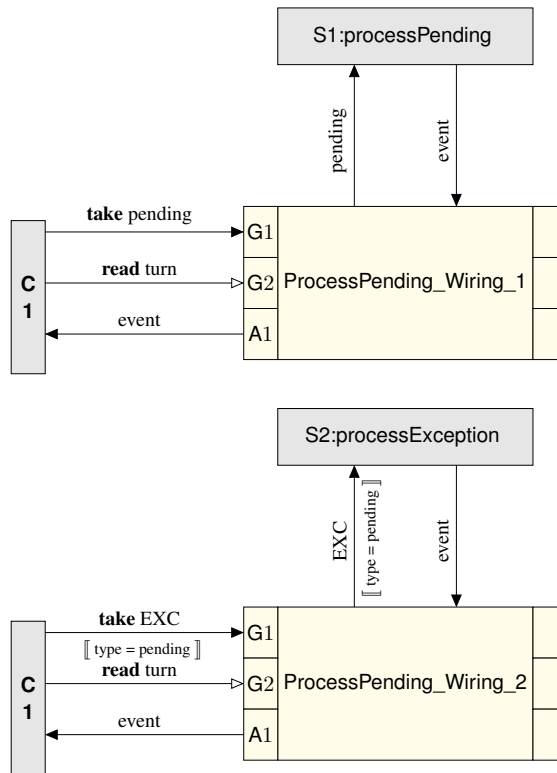 S1:processPending
pending
event
take pending
G1
read turn
G2
ProcessPending_Wiring_1
C
1
event
A1
S2:processException
EXC
⟦ type = pending ⟧
event
take EXC
G1
⟦ type = pending ⟧
read turn
G2
ProcessPending_Wiring_2
C
1
event
A1